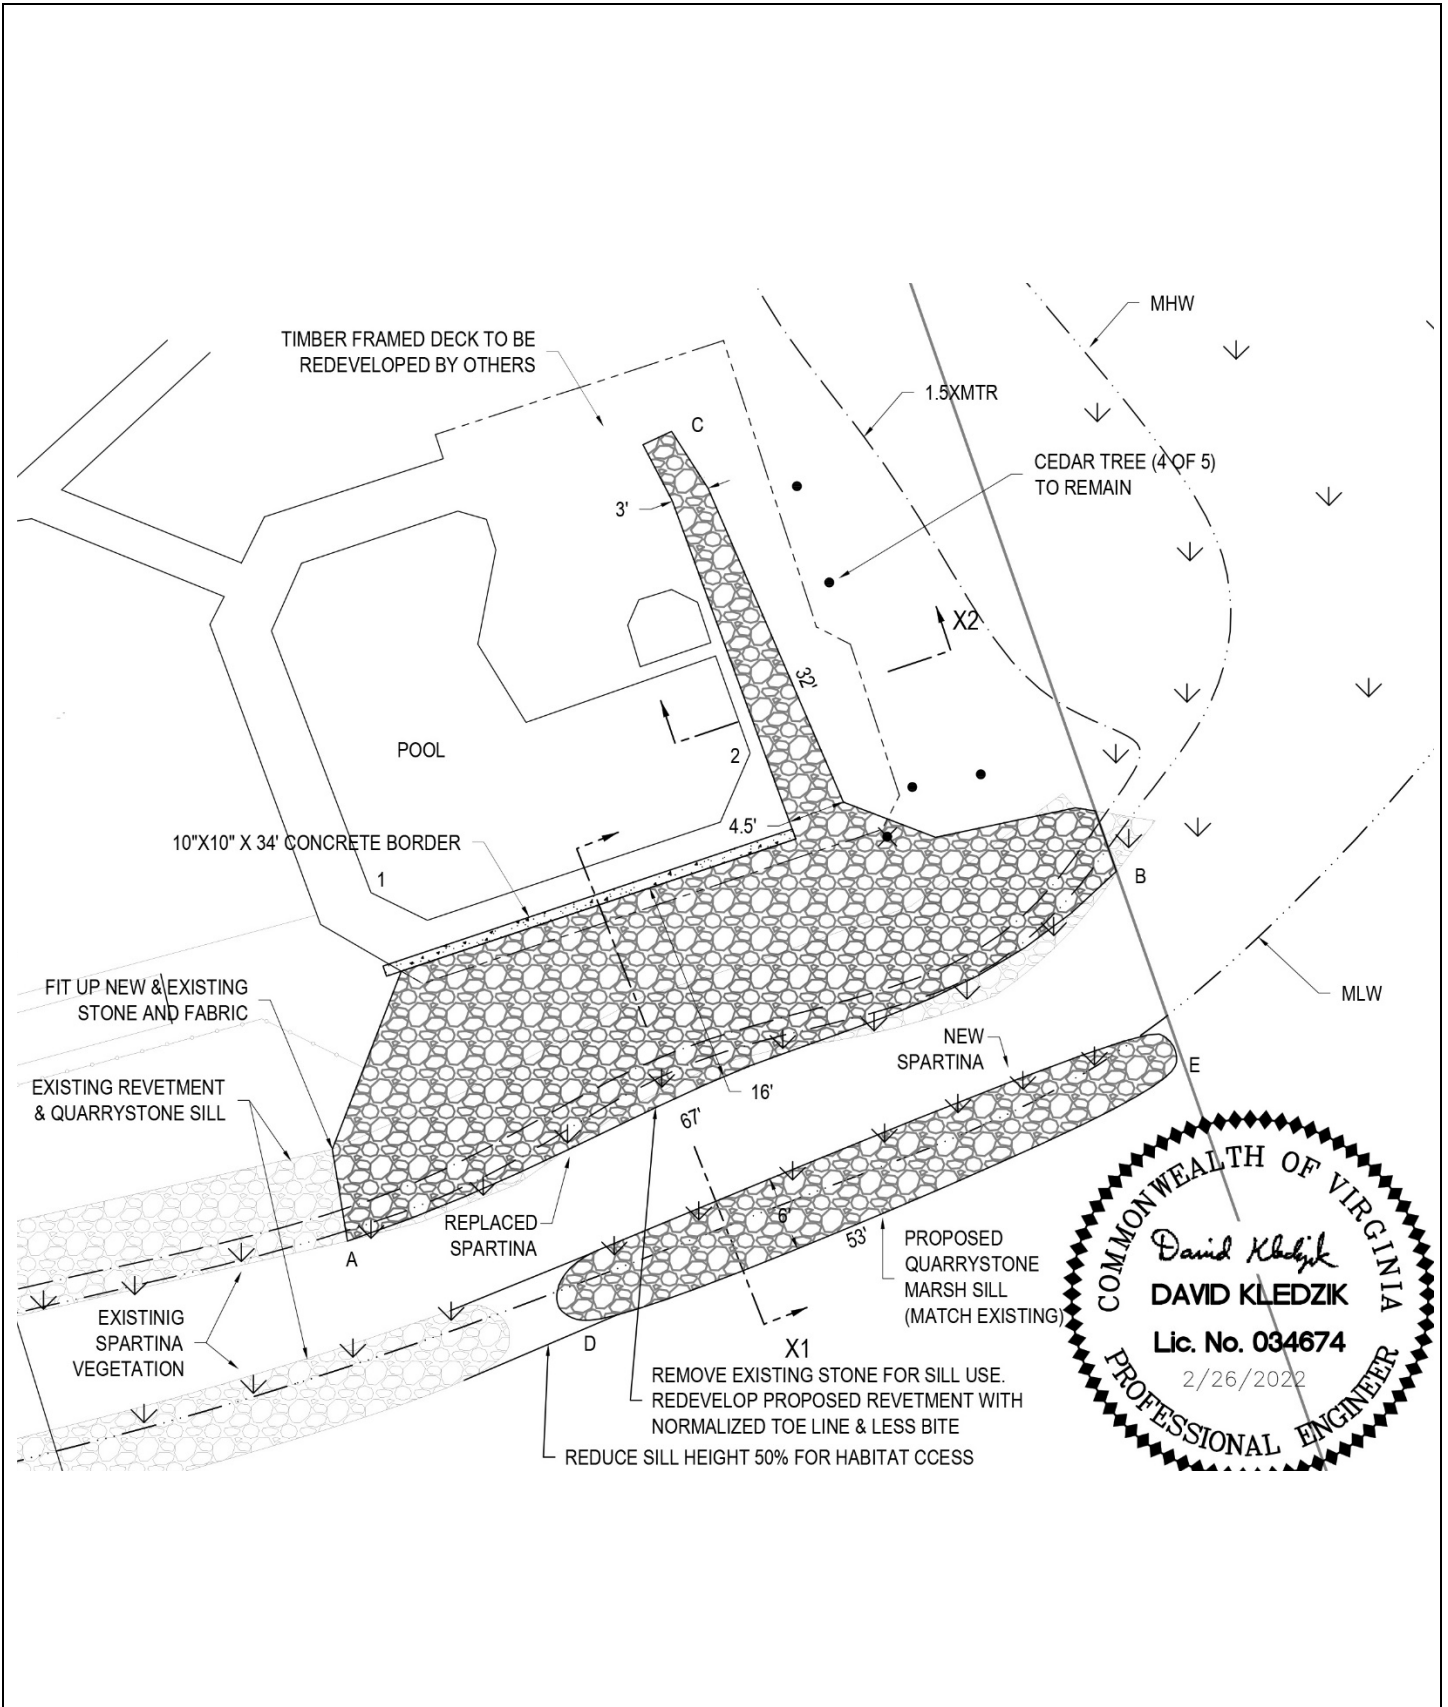 MHW
TIMBER FRAMED DECK TO BE
REDEVELOPED BY OTHERS
1.5XMTR
C
CEDAR TREE (4 OF 5)
TO REMAIN
3'
X2
32'
POOL
2
4.5'
10"X10" X 34' CONCRETE BORDER
1
B
FIT UP NEW & EXISTING
STONE AND FABRIC
MLW
NEW
SPARTINA
EXISTING REVETMENT
& QUARRYSTONE SILL
16'
E
67'
REPLACED
SPARTINA
A
6'
53'
PROPOSED
QUARRYSTONE
MARSH SILL
(MATCH EXISTING)
EXISTINIG
SPARTINA
VEGETATION
D
X1
REMOVE EXISTING STONE FOR SILL USE.
REDEVELOP PROPOSED REVETMENT WITH
NORMALIZED TOE LINE & LESS BITE
REDUCE SILL HEIGHT 50% FOR HABITAT CCESS
COMMONWEALTH OF VIRGINIA
David Kledzik
DAVID KLEDZIK
Lic. No. 034674
2/26/2022
PROFESSIONAL ENGINEER